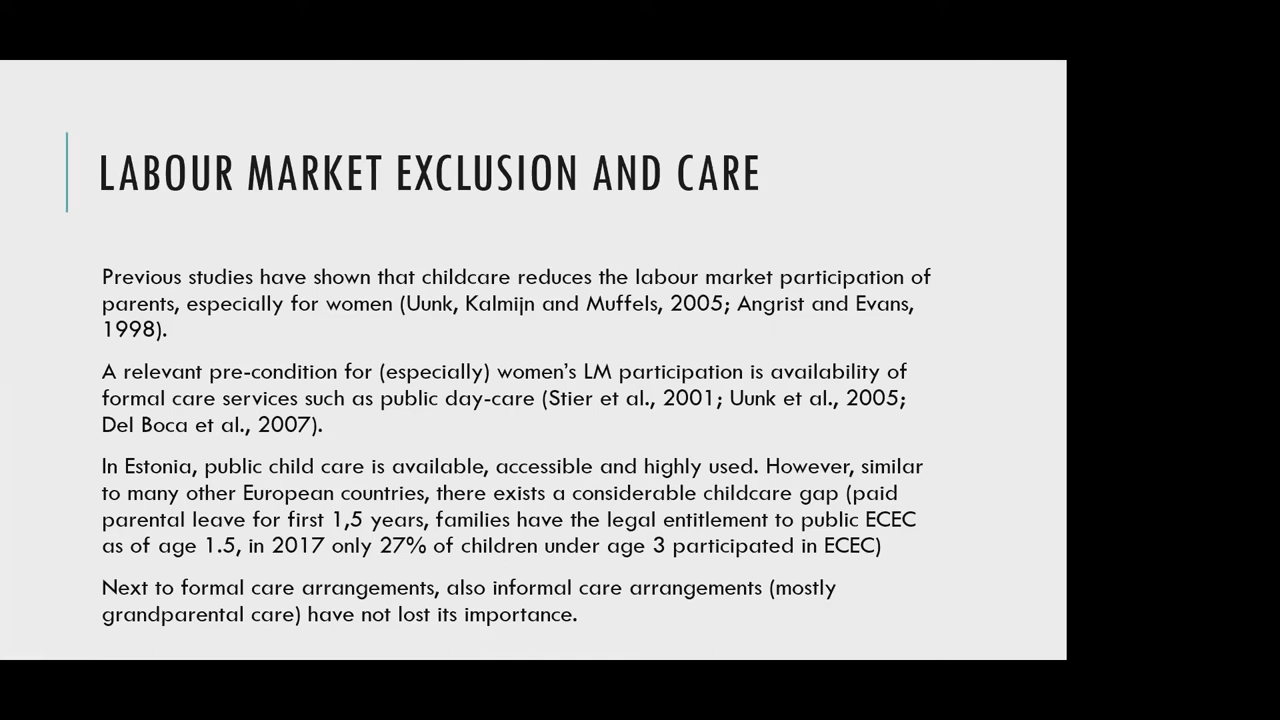 LABOUR MARKET EXCLUSION AND CARE
Previous studies have shown that childcare reduces the labour market participation of
parents, especially for women (Uunk, Kalmijn and Muffels, 2005; Angrist and Evans,
1998).
A relevant pre-condition for (especially) women's LM participation is availability of
formal care services such as public day-care (Stier et al., 2001; Uunk et al., 2005;
Del Boca et al., 2007).
In Estonia, public child care is available, accessible and highly used. However, similar
to many other European countries, there exists a considerable childcare gap (paid
parental leave for first 1,5 years, families have the legal entitlement to public ECEC
as of age 1.5, in 2017 only 27% of children under age 3 participated in ECEC)
Next to formal care arrangements, also informal care arrangements (mostly
grandparental care) have not lost its importance.